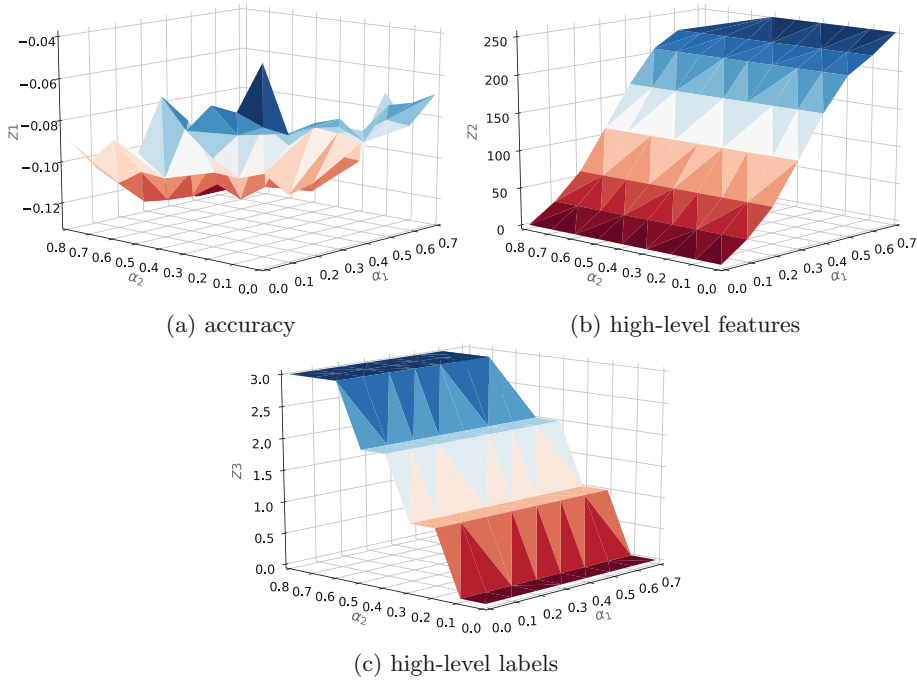 −0.04
−0.06
−0.08
−0.10
−0.12
Z1
0.8 0.7 0.6 0.5 0.4 0.3 0.2 0.1 0.0
α2
0.0 0.1 0.2 0.3 0.4 0.5 0.6 0.7
α1
(a) accuracy
250
200
150
100
50
0
Z2
0.8 0.7 0.6 0.5 0.4 0.3 0.2 0.1 0.0
α2
0.0 0.1 0.2 0.3 0.4 0.5 0.6 0.7
α1
(b) high-level features
3.0
2.5
2.0
1.5
1.0
0.5
0.0
Z3
0.8 0.7 0.6 0.5 0.4 0.3 0.2 0.1 0.0
α2
0.0 0.1 0.2 0.3 0.4 0.5 0.6 0.7
α1
(c) high-level labels